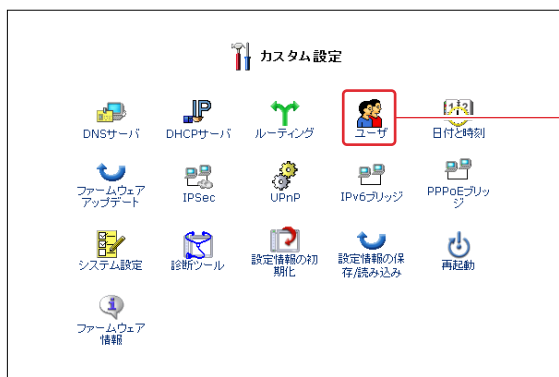 カスタム設定
DNSサーバ
DHCPサーバ
ルーティング
ユーザ
日付と時刻
ファームウェア
アップデート
IPSec
UPnP
IPv6ブリッジ
PPPoEブリッ
ジ
システム設定
診断ツール
設定情報の初
期化
設定情報の保
存/読み込み
再起動
ファームウェア
情報